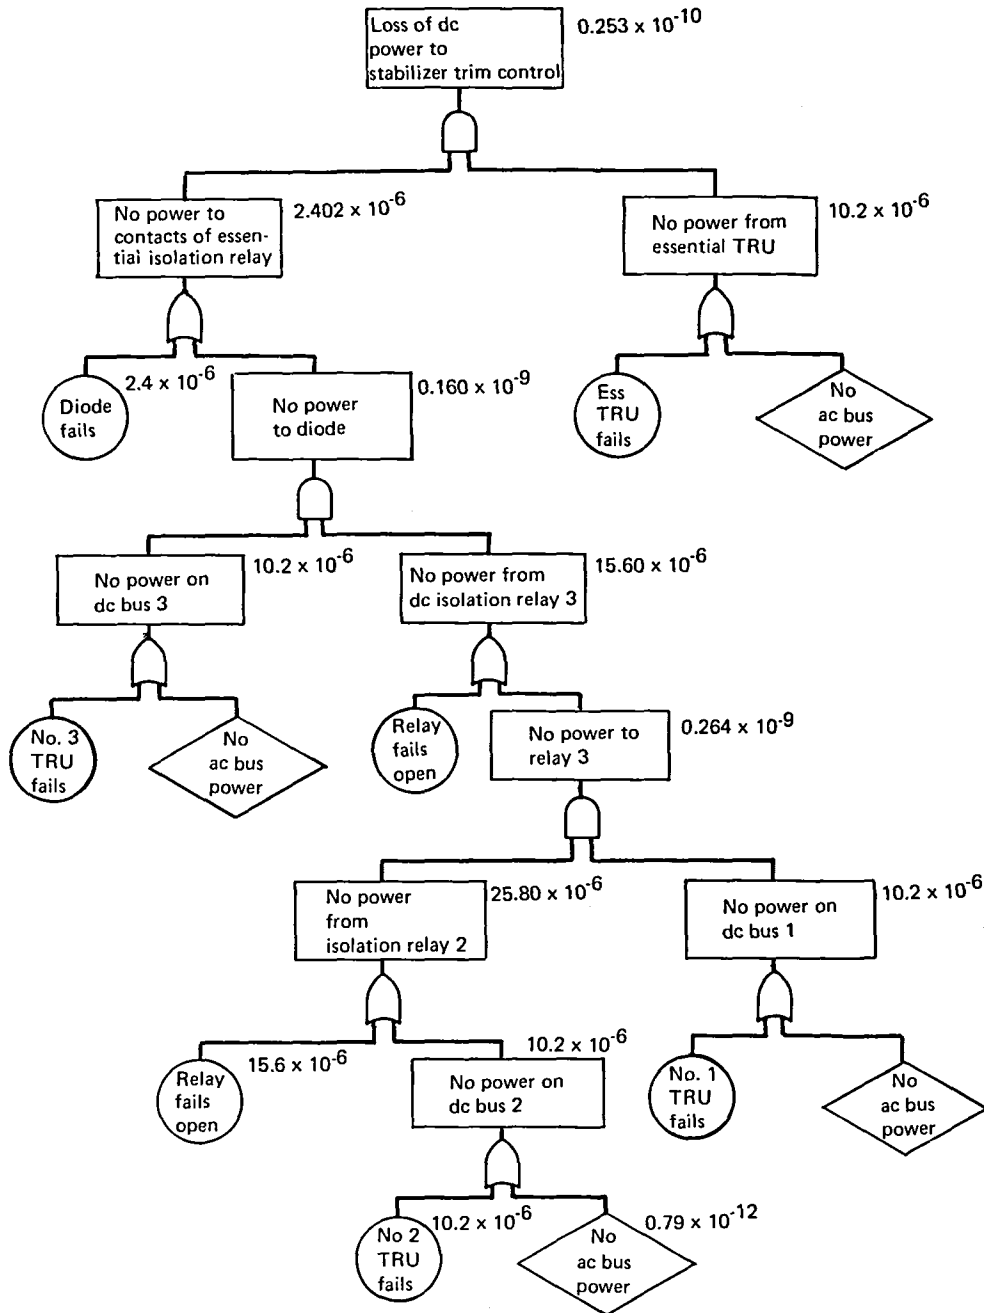 Loss of dc
power to
stabilizer trim control
0.253 x 10-10
No power to
contacts of essen-
tial isolation relay
2.402 x 10-6
No power from
essential TRU
10.2 x 10-6
Diode
fails
2.4 x 10-6
No power
to diode
0.160 x 10-9
Ess
TRU
fails
No
ac bus
power
No power on
dc bus 3
10.2 x 10-6
No power from
dc isolation relay 3
15.60 x 10-6
No. 3
TRU
fails
No
ac bus
power
Relay
fails
open
No power to
relay 3
0.264 x 10-9
No power
from
isolation relay 2
25.80 x 10-6
No power on
dc bus 1
10.2 x 10-6
Relay
fails
open
15.6 x 10-6
No power on
dc bus 2
10.2 x 10-6
No. 1
TRU
fails
No
ac bus
power
No 2
TRU
fails
10.2 x 10-6
No
ac bus
power
0.79 x 10-12